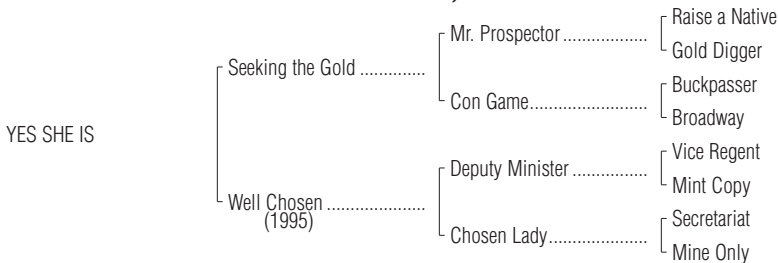 Raise a Native
Mr. Prospector ....................
Gold Digger
Seeking the Gold ..............
Buckpasser
Con Game............................
Broadway
YES SHE IS
Vice Regent
Deputy Minister ..................
Mint Copy
Well Chosen .......................
(1995)
Secretariat
Chosen Lady........................
Mine Only